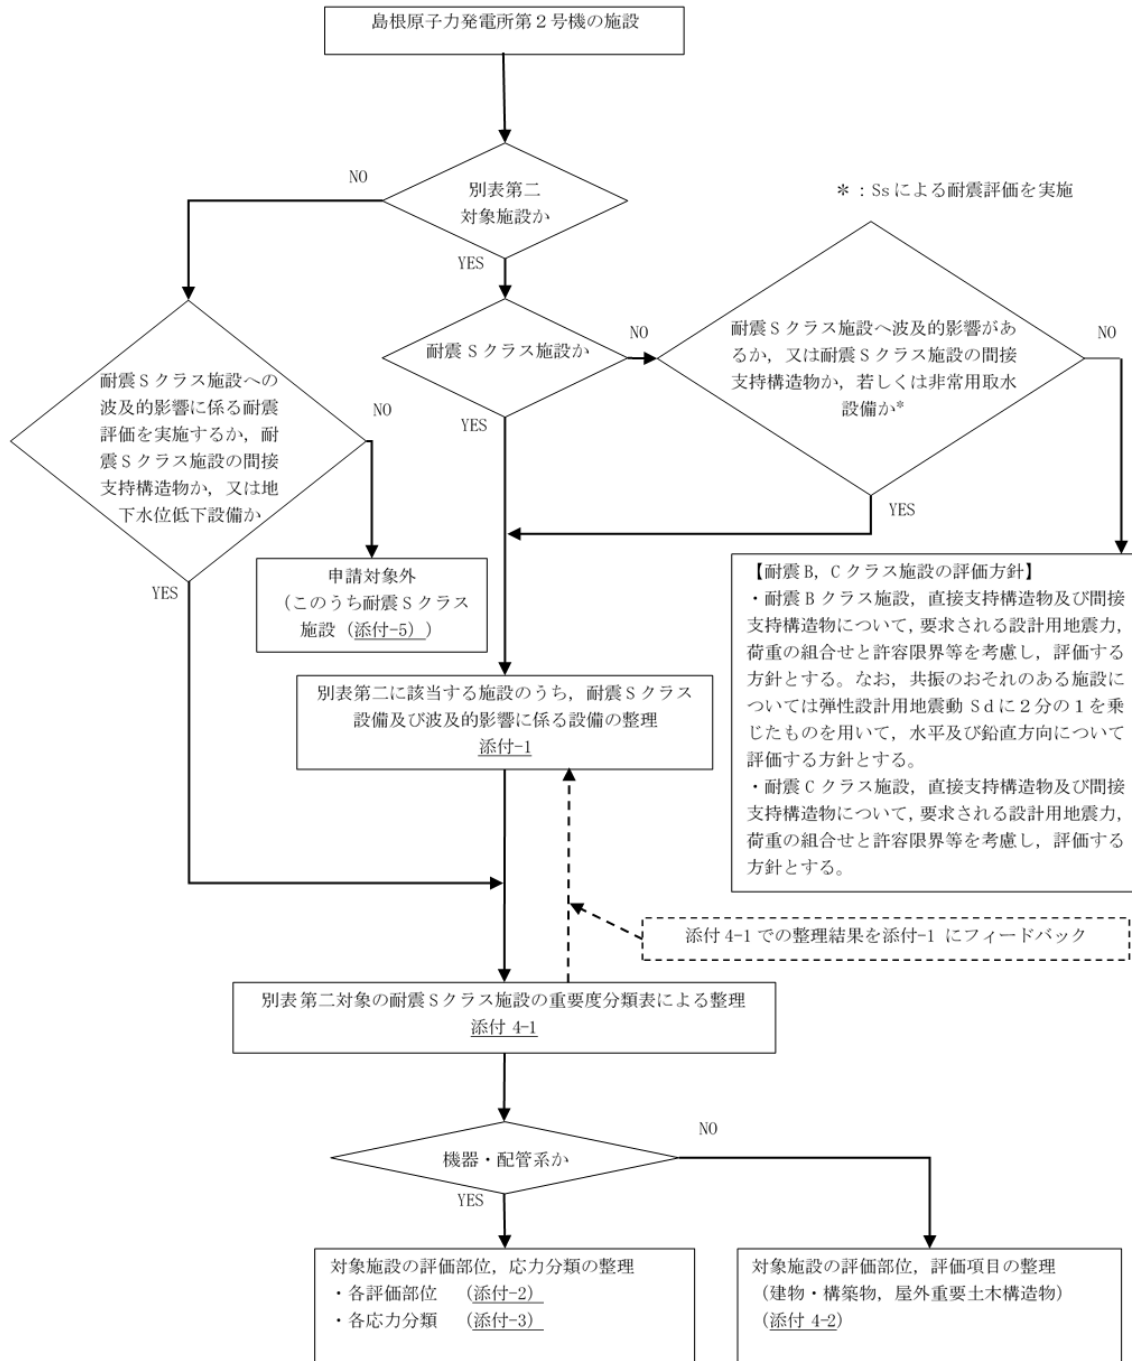 島根原子力発電所第２号機の施設
NO
別表第二
対象施設か
YES
＊：Ssによる耐震評価を実施
耐震Ｓクラス施設か
NO
YES
耐震Ｓクラス施設へ波及的影響があ
るか，又は耐震Ｓクラス施設の間接
支持構造物か，若しくは非常用取水
設備か*
NO
YES
耐震Ｓクラス施設への
波及的影響に係る耐震
評価を実施するか，耐
震Ｓクラス施設の間接
支持構造物か，又は地
下水位低下設備か
NO
YES
申請対象外
（このうち耐震Ｓクラス
施設（添付-5））
【耐震Ｂ，Ｃクラス施設の評価方針】
・耐震Ｂクラス施設，直接支持構造物及び間接
支持構造物について，要求される設計用地震力，
荷重の組合せと許容限界等を考慮し，評価する
方針とする。なお，共振のおそれのある施設に
ついては弾性設計用地震動Ｓｄに２分の１を乗
じたものを用いて，水平及び鉛直方向について
評価する方針とする。
・耐震Ｃクラス施設，直接支持構造物及び間接
支持構造物について，要求される設計用地震力，
荷重の組合せと許容限界等を考慮し，評価する
方針とする。
別表第二に該当する施設のうち，耐震Ｓクラス
設備及び波及的影響に係る設備の整理
添付-1
添付4-1での整理結果を添付-1にフィードバック
別表第二対象の耐震Ｓクラス施設の重要度分類表による整理
添付 4-1
機器・配管系か
NO
YES
対象施設の評価部位，応力分類の整理
・各評価部位　（添付-2）
・各応力分類　（添付-3）
対象施設の評価部位，評価項目の整理
（建物・構築物，屋外重要土木構造物）
（添付 4-2）